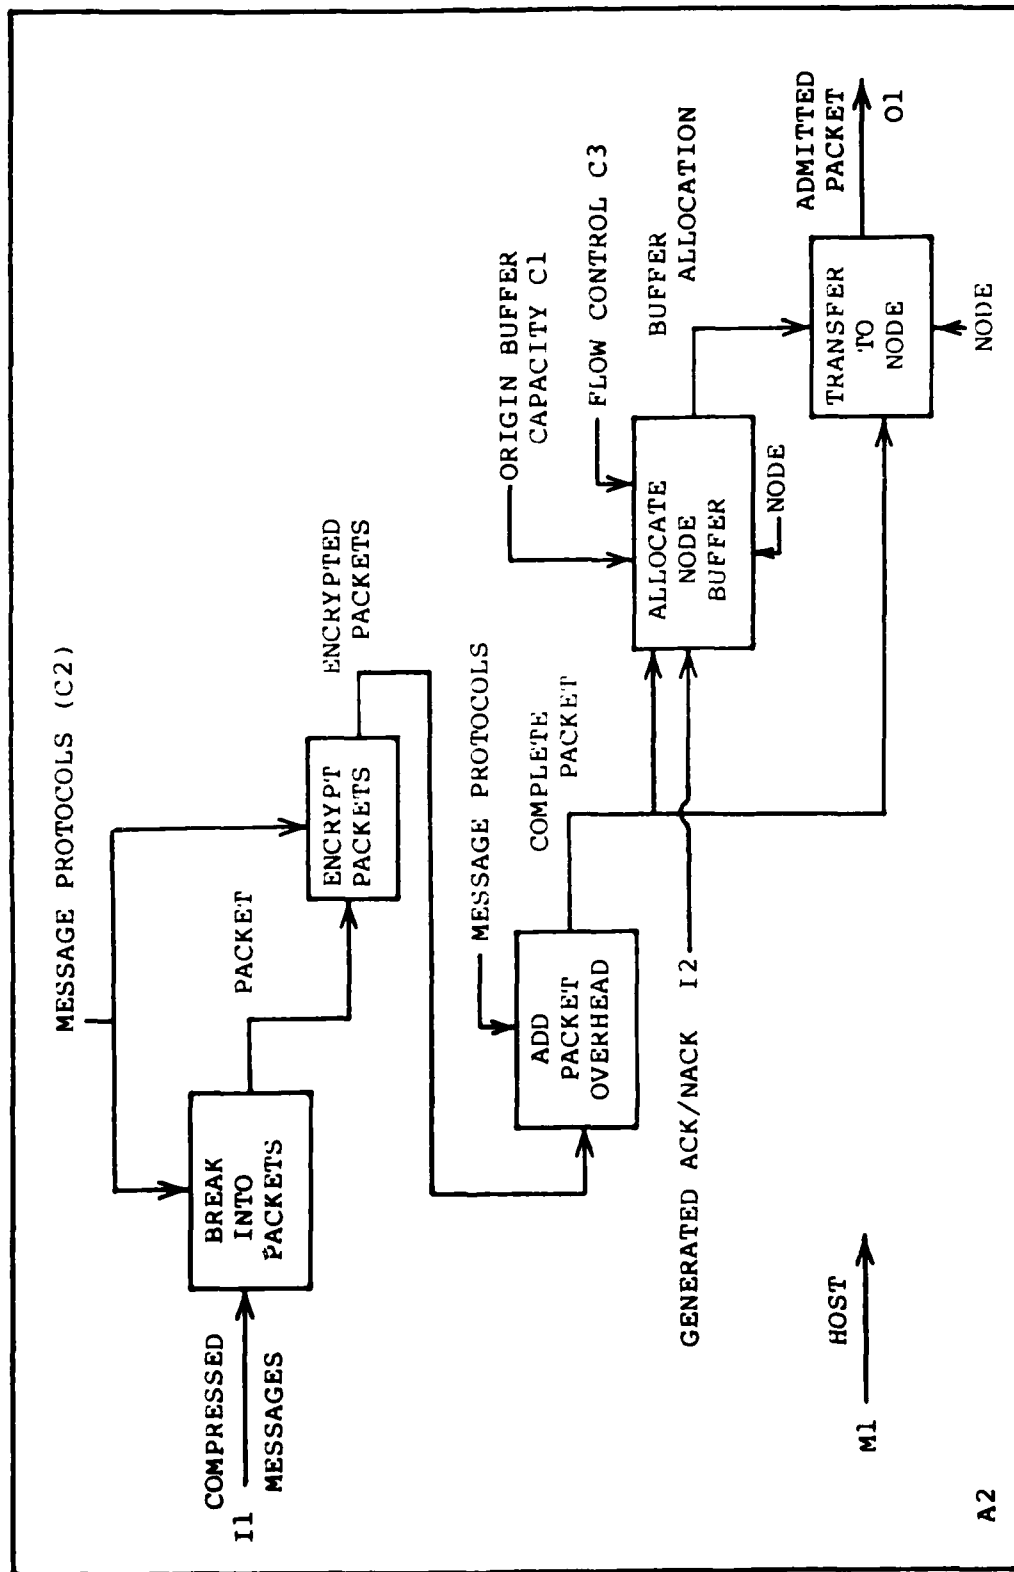 MESSAGE PROTOCOLS (C2)
COMPRESSED
I1
MESSAGES
BREAK
INTO
PACKETS
PACKET
ENCRYPT
PACKETS
ENCRYPTED
PACKETS
MESSAGE PROTOCOLS
ADD
PACKET
OVERHEAD
COMPLETE
PACKET
ORIGIN BUFFER
CAPACITY C1
FLOW CONTROL C3
GENERATED ACK/NACK I2
ALLOCATE
NODE
BUFFER
NODE
BUFFER
ALLOCATION
TRANSFER
TO
NODE
NODE
ADMITTED
PACKET
O1
HOST
M1
A2